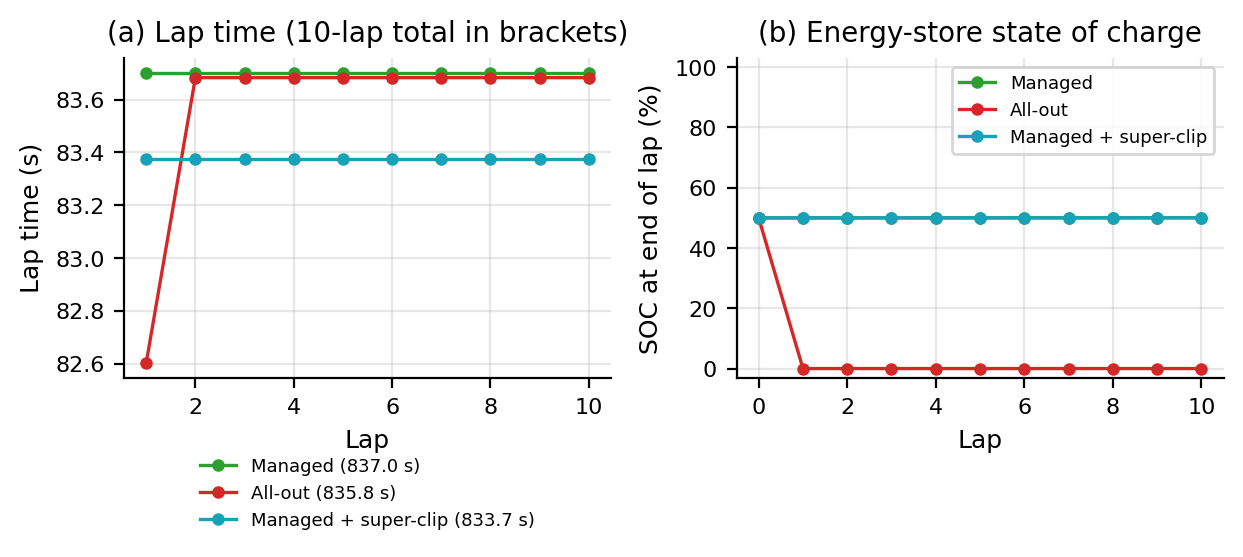 (a) Lap time (10-lap total in brackets)
83.6
83.4
83.2
83.0
82.8
82.6
Lap time (s)
2 4 6 8 10
Lap
Managed (837.0 s)
All-out (835.8 s)
Managed + super-clip (833.7 s)
(b) Energy-store state of charge
100
80
60
40
20
0
SOC at end of lap (%)
Managed
All-out
Managed + super-clip
0 2 4 6 8 10
Lap